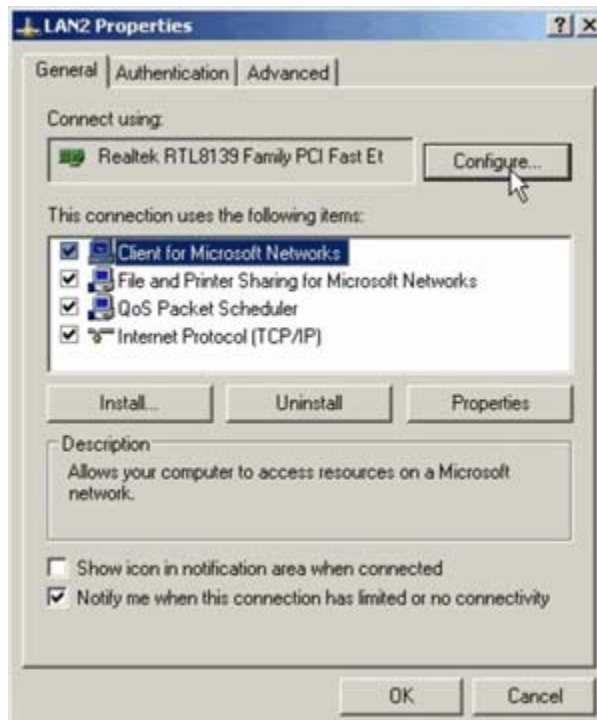 LAN2 Properties
General Authentication Advanced
Connect using:
Realtek RTL8139 Family PCI Fast Et Configure...
This connection uses the following items:
Client for Microsoft Networks
File and Printer Sharing for Microsoft Networks
QoS Packet Scheduler
Internet Protocol (TCP/IP)
Install... Uninstall Properties
Description
Allows your computer to access resources on a Microsoft
network.
Show icon in notification area when connected
Notify me when this connection has limited or no connectivity
OK Cancel